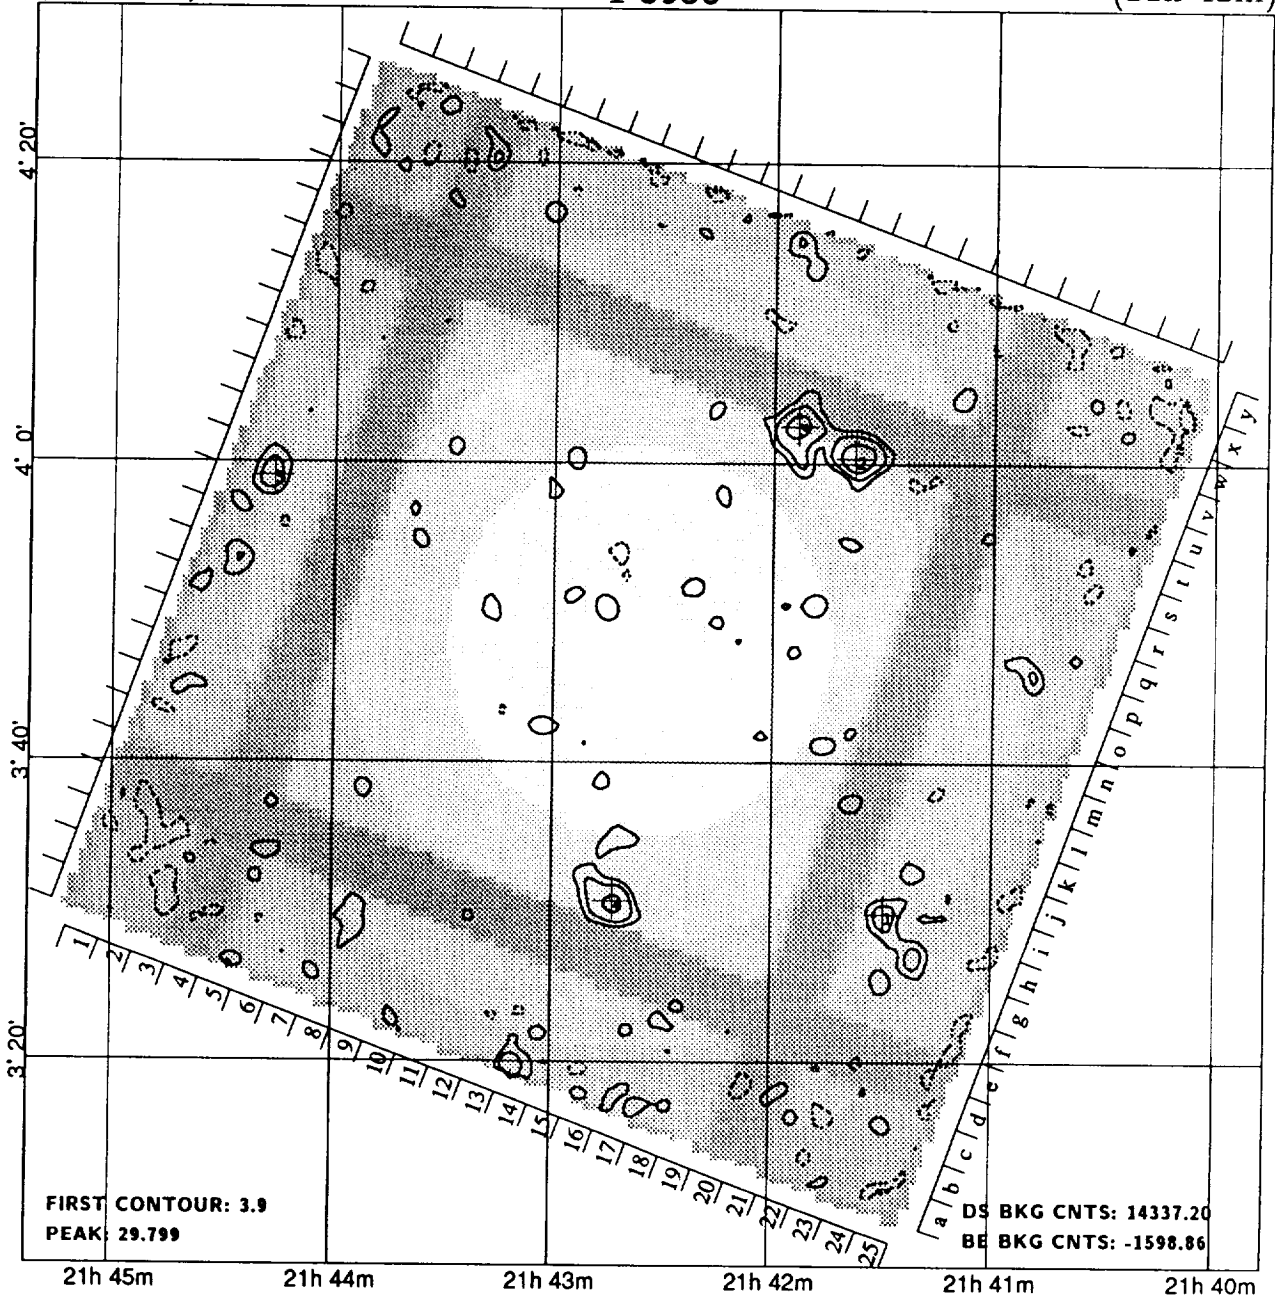 4° 20'
4° 0'
3° 40'
3° 20'
1 2 3 4 5 6 7 8 9 10 11 12 13 14 15 16 17 18 19 20 21 22 23 24 25
a b c d e f g h i j k l m n o p q r s t u v w x y
FIRST CONTOUR: 3.9
PEAK: 29.799
DS BKG CNTS: 14337.20
BE BKG CNTS: -1598.86
21h 45m 21h 44m 21h 43m 21h 42m 21h 41m 21h 40m